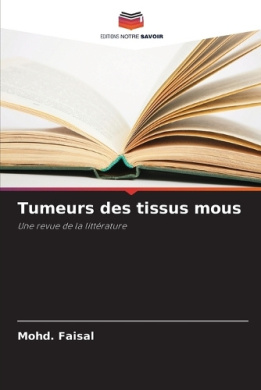 EDITIONS NOTRE SAVOIR
Tumeurs des tissus mous
Une revue de la littérature
Mohd. Faisal